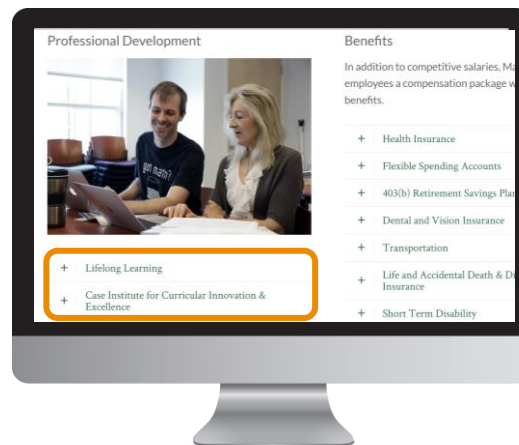 Professional Development
got math?
Lifelong Learning
Case Institute for Curricular Innovation &
Excellence
Benefits
In addition to competitive salaries,
employees a compensation package
benefits.
Health Insurance
Flexible Spending Accounts
403(b) Retirement Savings
Dental and Vision Insurance
Transportation
Life and Accidental Death &
Insurance
Short Term Disability